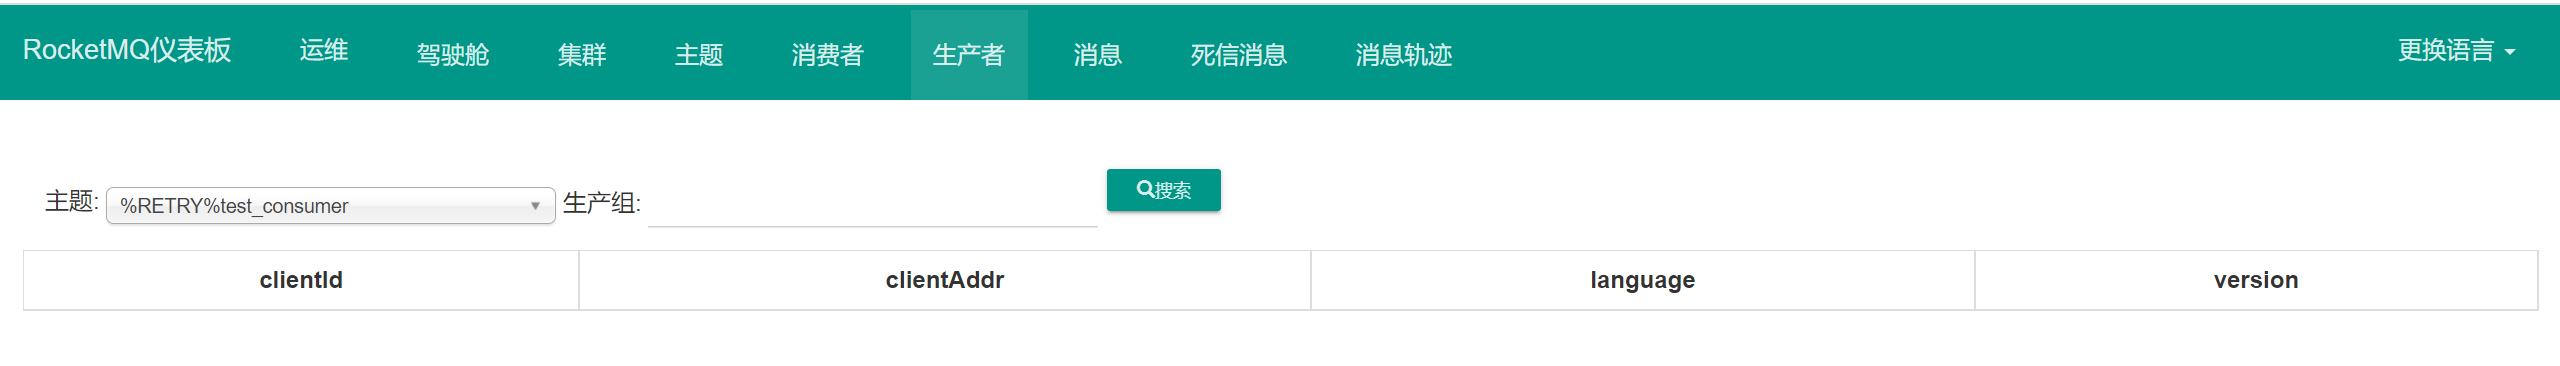 RocketMQ仪表板 运维 驾驶舱 集群 主题 消费者 生产者 消息 死信消息 消息轨迹 更换语言
主题: %RETRY%test_consumer 生产组: 搜索
clientId clientAddr language version